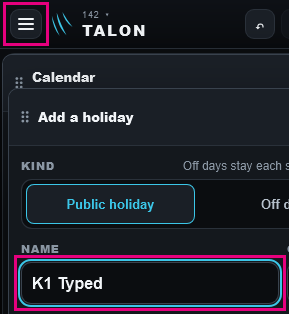 142 •
TALON
Calendar
Add a holiday
KIND
Off days stay each s
Public holiday
Off d
NAME
K1 Typed